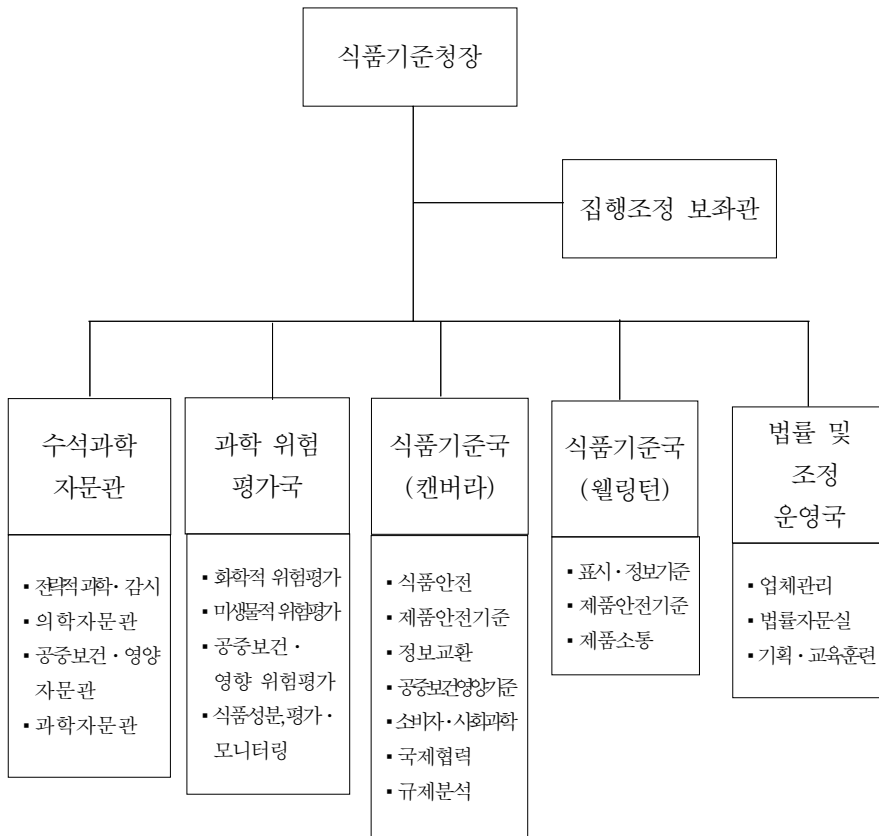 식품기준청장
집행조정 보좌관
수석과학
자문관
▪ 전략적 과학·감시
▪ 의학자문관
▪ 공중보건·영양
자문관
▪ 과학자문관
과학 위험
평가국
▪ 화학적 위험평가
▪ 미생물적 위험평가
▪ 공중보건·
영향 위험평가
▪ 식품성분,평가·
모니터링
식품기준국
(캔버라)
▪ 식품안전
▪ 제품안전기준
▪ 정보교환
▪ 공중보건영양기준
▪ 소비자·사회과학
▪ 국제협력
▪ 규제분석
식품기준국
(웰링턴)
▪ 표시·정보기준
▪ 제품안전기준
▪ 제품소통
법률 및
조정
운영국
▪ 업체관리
▪ 법률자문실
▪ 기획·교육훈련